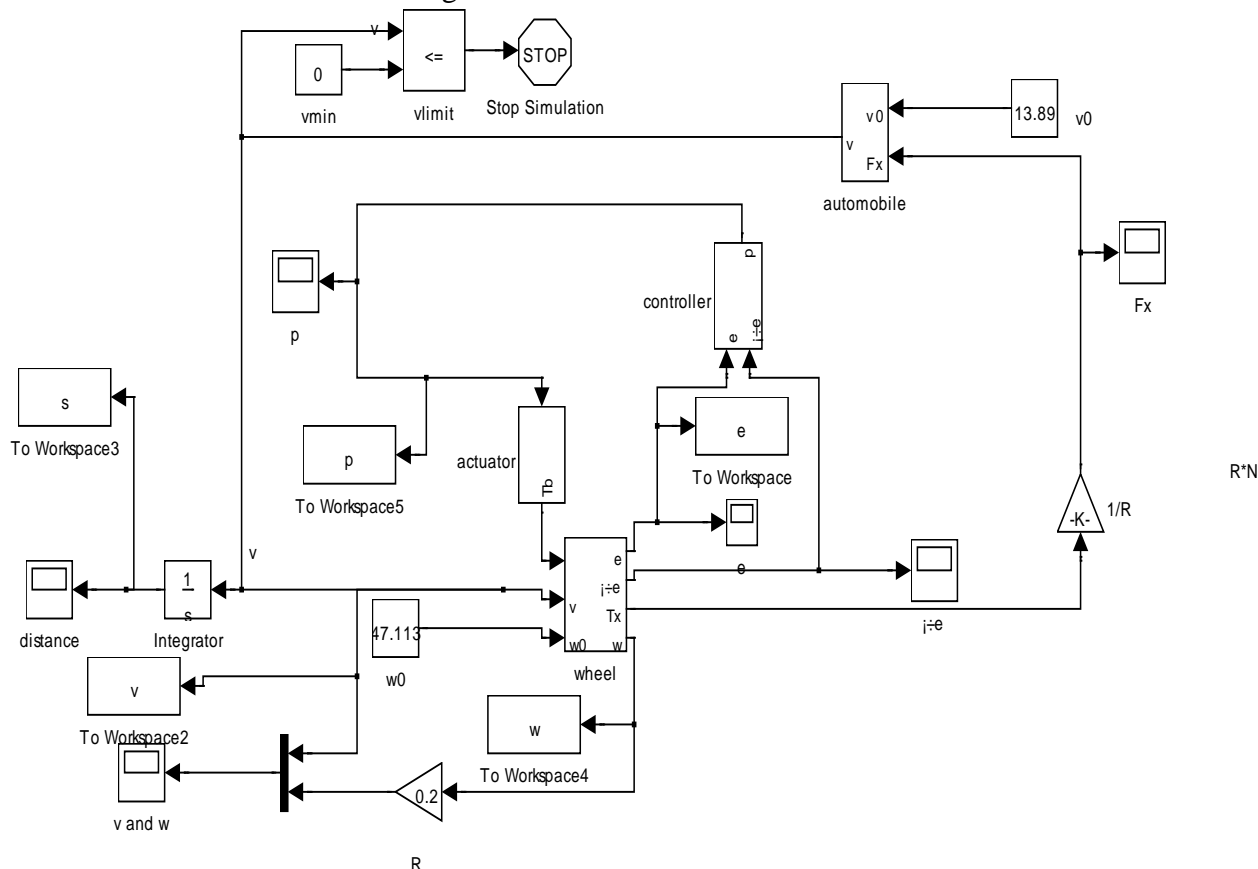 v
<=
STOP
0
vmin
vlimit
Stop Simulation
v0
v
Fx
13.89
v0
automobile
p
controller
e
¡÷e
Fx
p
s
To Workspace3
p
To Workspace5
actuator
Tb
e
To Workspace
R*N
-K-
1/R
v
e
e
¡÷e
v
Tx
w0
w
wheel
¡÷e
distance
1
s
Integrator
47.113
w0
v
To Workspace2
w
To Workspace4
v and w
0.2
R